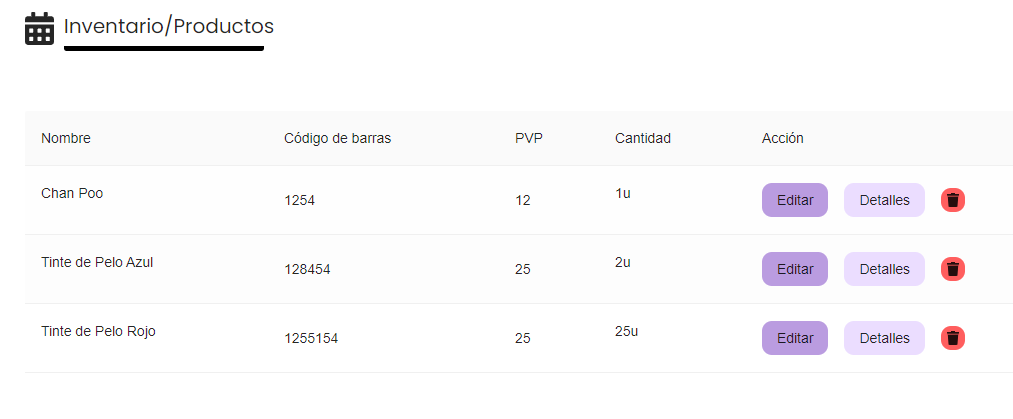 Inventario/Productos
Nombre Código de barras PVP Cantidad Acción
Chan Poo 1254 12 1u Editar Detalles
Tinte de Pelo Azul 128454 25 2u Editar Detalles
Tinte de Pelo Rojo 1255154 25 25u Editar Detalles